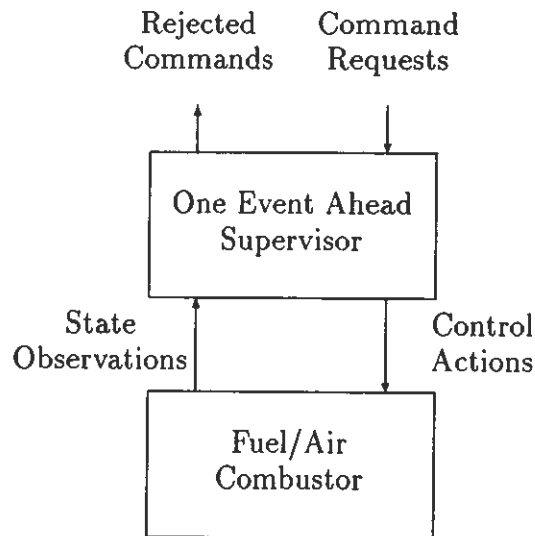 Rejected
Commands
Command
Requests
One Event Ahead
Supervisor
State
Observations
Control
Actions
Fuel/Air
Combustor